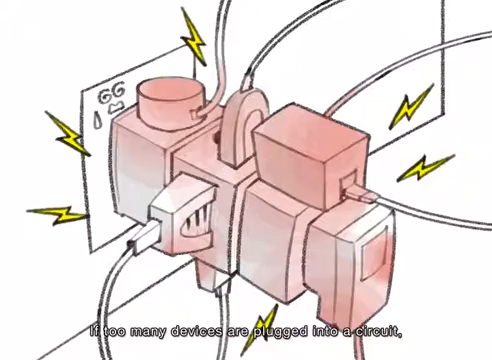 If too many devices are plugged into a circuit,